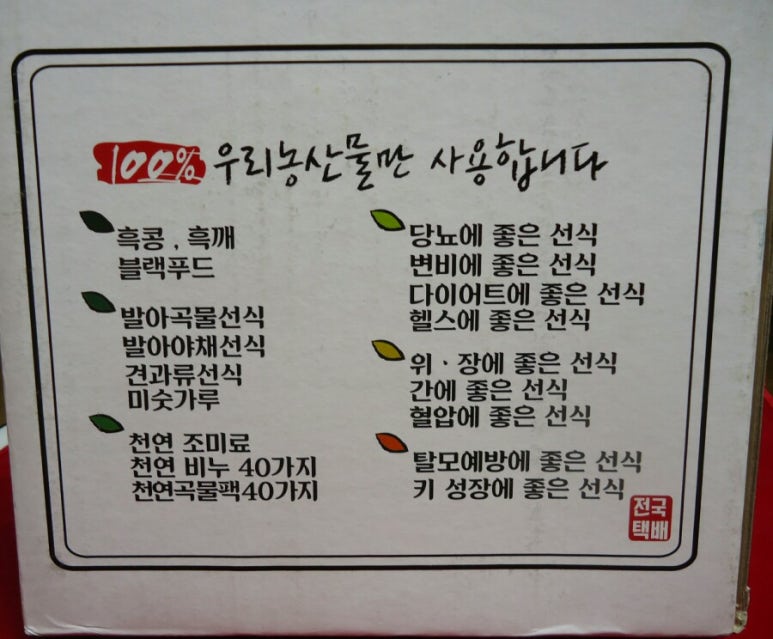 100% 우리농산물만 사용합니다
흑콩, 흑깨
블랙푸드
발아곡물선식
발아야채선식
견과류선식
미숫가루
천연 조미료
천연 비누 40가지
천연곡물팩40가지
당뇨에 좋은 선식
변비에 좋은 선식
다이어트에 좋은 선식
헬스에 좋은 선식
위·장에 좋은 선식
간에 좋은 선식
혈압에 좋은 선식
탈모예방에 좋은 선식
키 성장에 좋은 선식
전국
택배